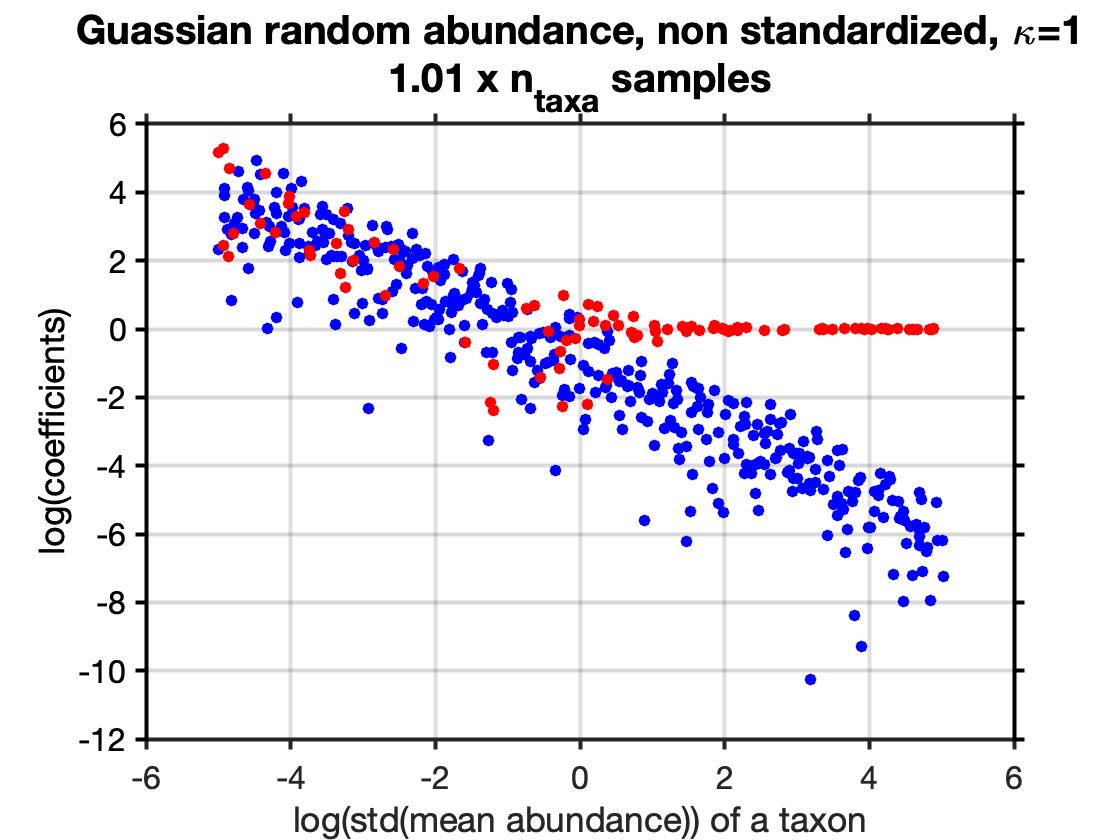 Guassian random abundance, non standardized, κ=1
1.01 x n_taxa samples
6
4
2
0
-2
-4
-6
-8
-10
-12
log(coefficients)
-6 -4 -2 0 2 4 6
log(std(mean abundance)) of a taxon